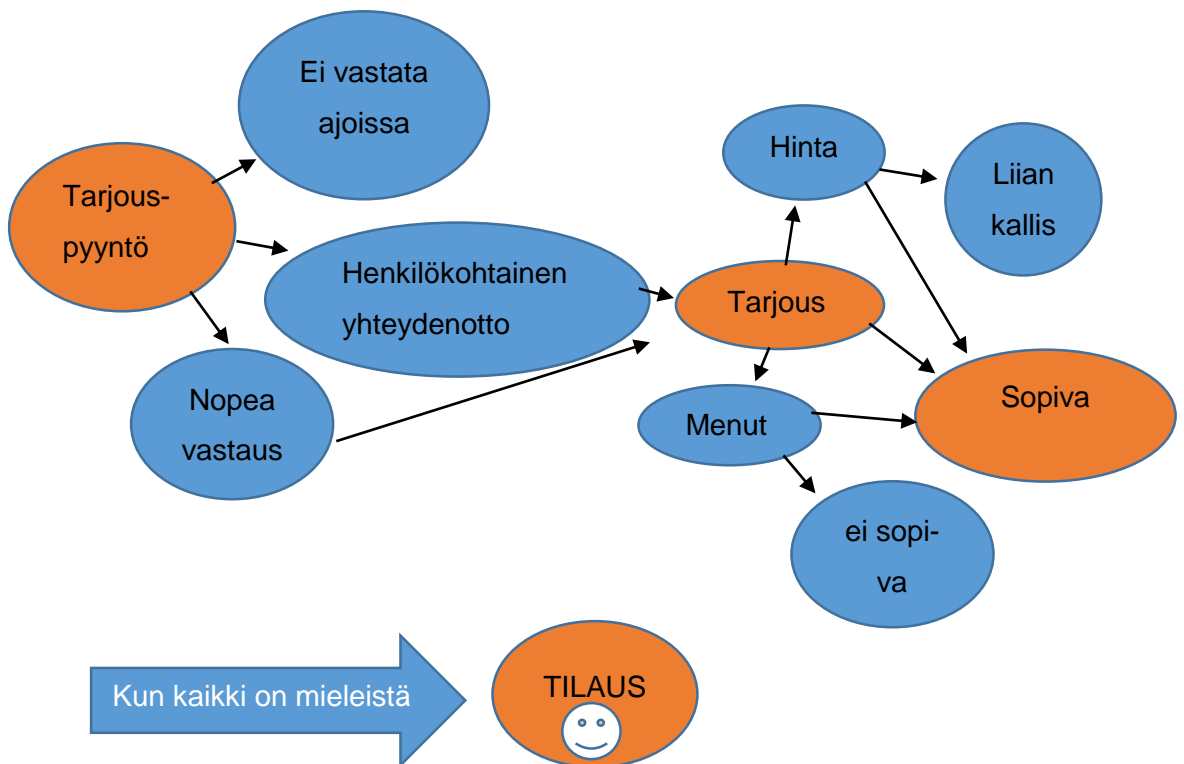 Ei vastata
ajoissa
Tarjous-
pyyntö
Henkilökohtainen
yhteydenotto
Nopea
vastaus
Hinta
Liian
kallis
Tarjous
Sopiva
Menut
ei sopi-
va
Kun kaikki on mieleistä
TILAUS